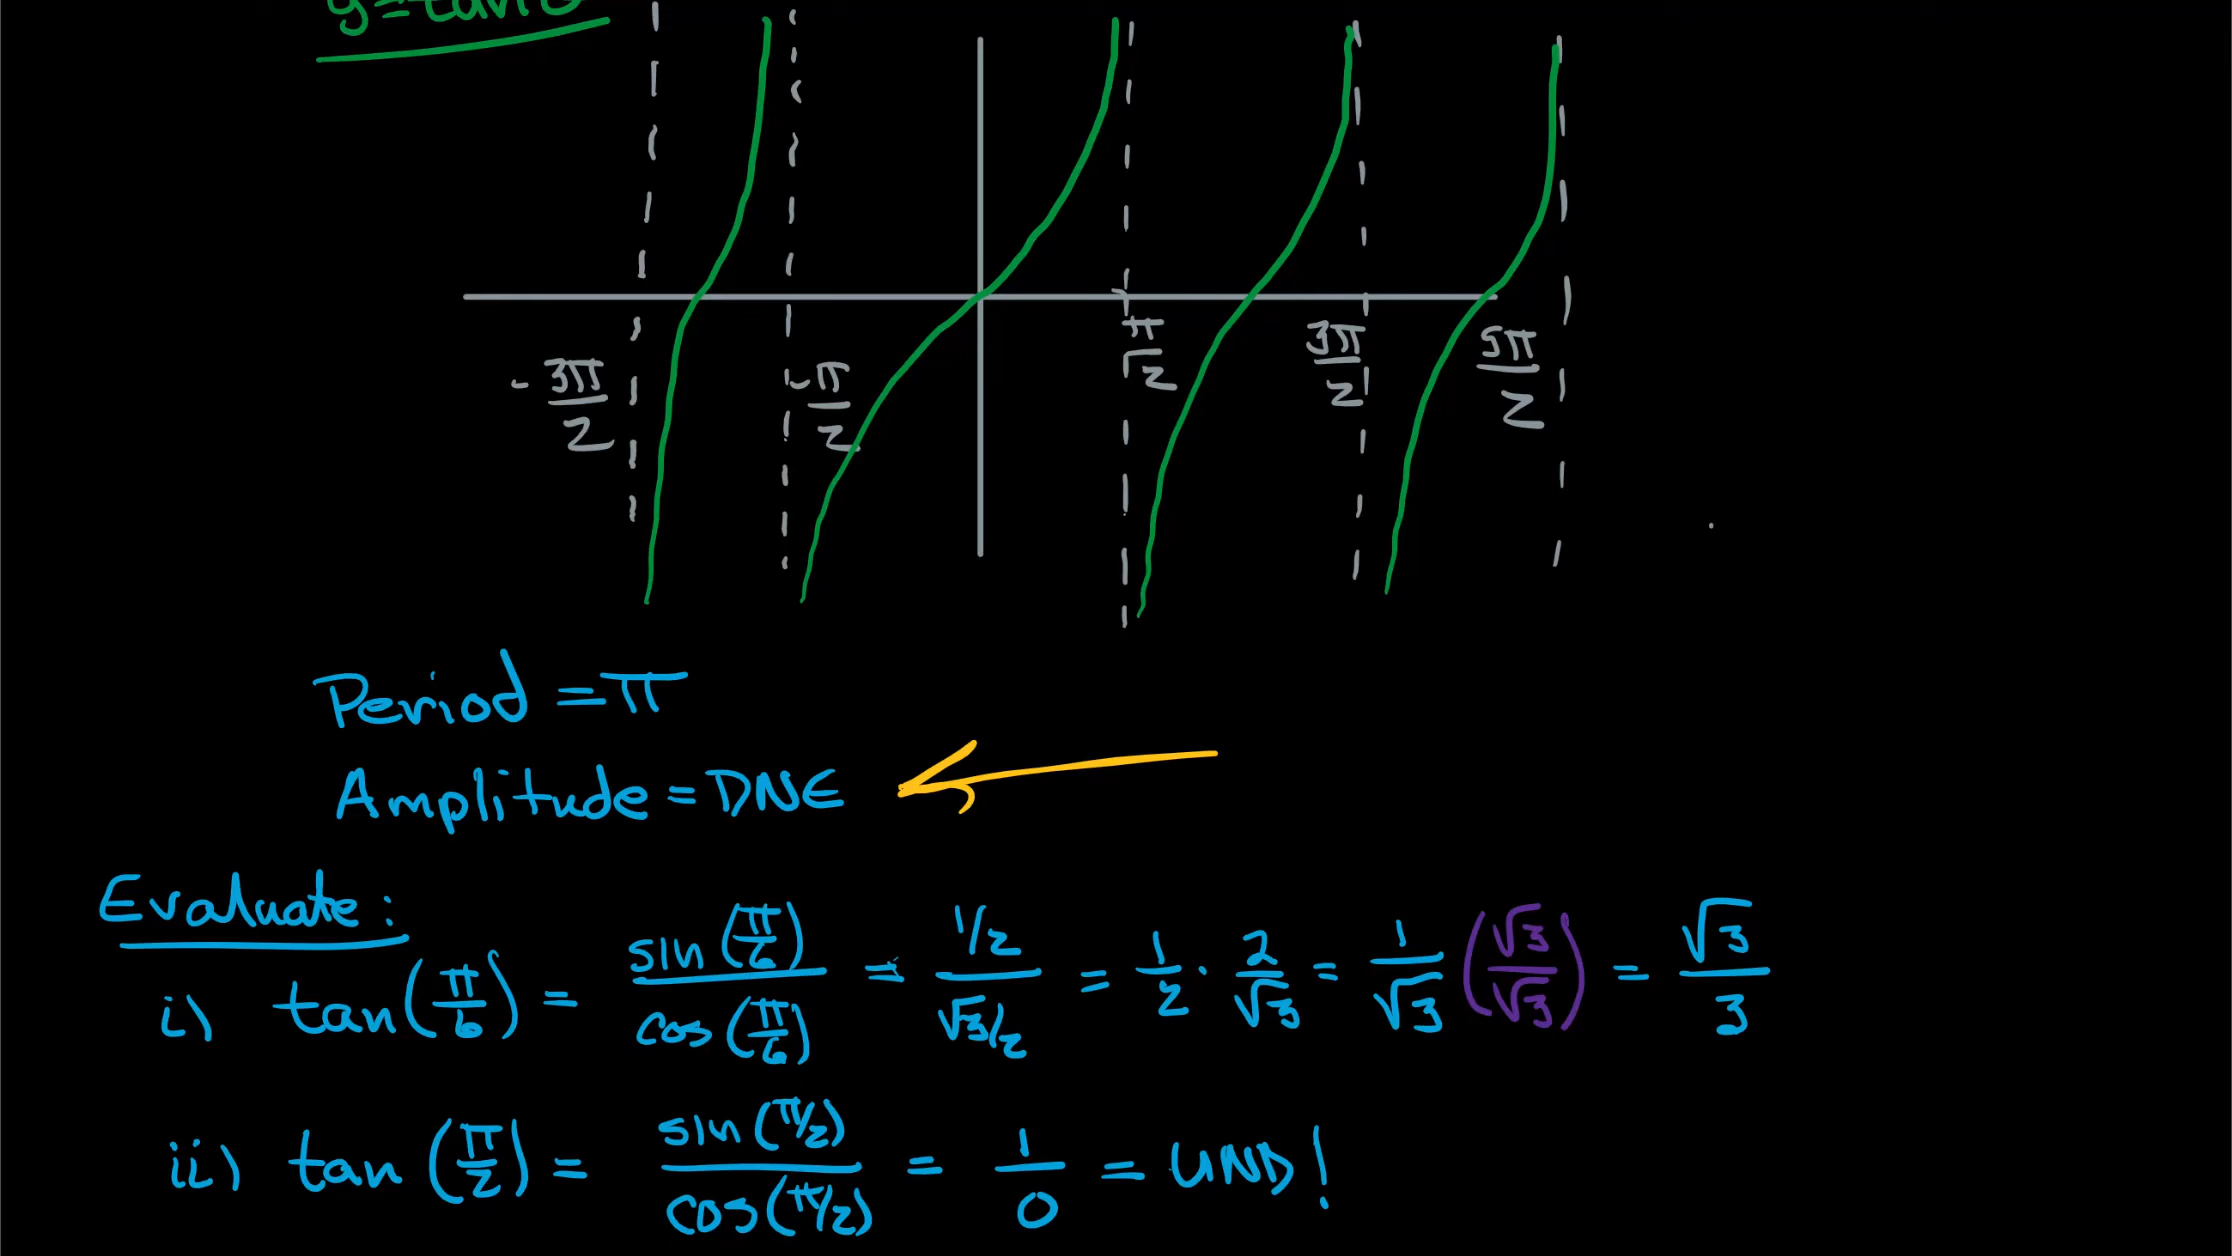 y=tanθ
-3π/2 -π/2 π/2 3π/2 5π/2
Period = π
Amplitude = DNE
Evaluate:
i) tan(π/6) = sin(π/6)/cos(π/6) = (1/2)/(√3/2) = 1/2 · 2/√3 = 1/√3 (√3/√3) = √3/3
ii) tan(π/2) = sin(π/2)/cos(π/2) = 1/0 = UND!